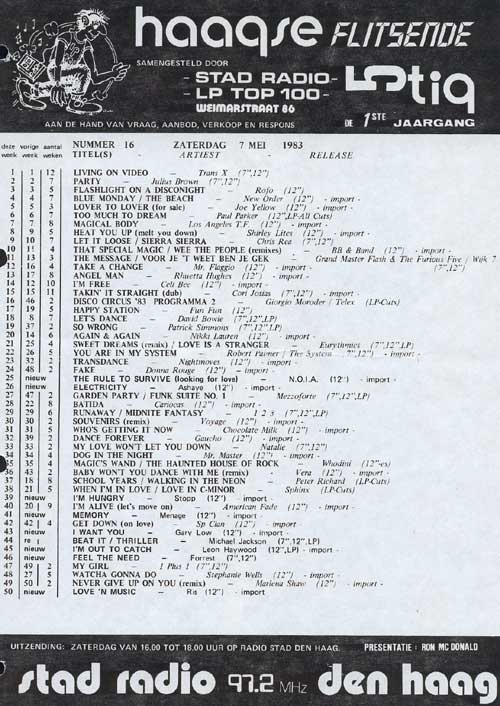 haagse FLITSENDE
SAMENGESTELD DOOR
- STAD RADIO -
- LP TOP 100 -
WEIMARSTRAAT 86
5tig
AAN DE HAND VAN VRAAG, AANBOD, VERKOOP EN RESPONS DE 1STE JAARGANG
deze week vorige week aantal weken NUMMER 16 ZATERDAG 7 MEI 1983
TITEL(S) - ARTIEST - RELEASE
1 1 12 LIVING ON VIDEO - Trans X (7",12")
2 2 7 PARTY - Julius Brown (7",12")
3 3 5 FLASHLIGHT ON A DISCONIGHT - Rofo (12")
4 4 7 BLUE MONDAY / THE BEACH - New Order (12") - import -
5 5 7 LOVER TO LOVER (for sale) - Joe Yellow (12") - import -
6 6 7 TOO MUCH TO DREAM - Paul Parker (12",LP-All Cuts)
7 7 8 MAGICAL BODY - Los Angeles T.F. (12") - import -
8 9 5 HEAT YOU UP (melt you down) - Shirley Lites (12") - import -
9 10 7 LET IT LOOSE / SIERRA SIERRA - Chris Rea (7",12")
10 11 4 THAT SPECIAL MAGIC / WEE THE PEOPLE (remixes) - BB & Band (12") - import -
11 13 3 THE MESSAGE / VOOR JE 'T WEET BEN JE GEK - Grand Master Flash & The Furious Five / Wijk 7
12 16 4 TAKE A CHANGE - Mr. Flaggio (12") - import - (7",12")
13 17 8 ANGEL MAN - Rhuetta Hughes (12") - import -
14 12 10 I'M FREE - Celi Bee (12") - import -
15 15 11 TAKIN' IT STRAIGHT (dub) - Cori Josias (7",12") - import -
16 46 2 DISCO CIRCUS '83 PROGRAMMA 2 - Giorgio Moroder / Telex (LP-Cuts)
17 19 5 HAPPY STATION - Fun Fun (12")
18 8 7 LET'S DANCE - David Bowie (7",12",LP)
19 37 2 SO WRONG - Patrick Simmons (7",12",LP)
20 14 6 AGAIN & AGAIN - Nikki Lauren (12") - import -
21 25 4 SWEET DREAMS (remix) / LOVE IS A STRANGER - Eurythmics (7",12",LP)
22 26 5 YOU ARE IN MY SYSTEM - Robert Palmer / The System (7",12",LP)
23 32 2 TRANSDANCE - Nightmoves (12") - import -
24 48 2 FAKE - Donna Rouge (12") - import -
25 nieuw THE RULE TO SURVIVE (looking for love) - N.O.I.A. (12") - import -
26 nieuw ELECTRICITY - Ashaye (12") - import -
27 47 2 GARDEN PARTY / FUNK SUITE NO. 1 - Mezzoforte (7",12",LP)
28 22 8 BATIDA - Cariocas (12") - import -
29 29 6 RUNAWAY / MIDNITE FANTASY - 1 2 3 (7",12",LP)
30 30 2 SOUVENIRS (remix) - Voyage (12") - import -
31 31 5 WHO'S GETTING IT NOW - Chocolate Milk (12") - import -
32 39 2 DANCE FOREVER - Gaucho (12") - import -
33 33 2 MY LOVE WON'T LET YOU DOWN - Natalie (7",12")
34 34 4 DOG IN THE NIGHT - Mr. Master (12") - import -
35 35 4 MAGIC'S WAND / THE HAUNTED HOUSE OF ROCK - Whodini (12"-es)
36 43 2 BABY WON'T YOU DANCE WITH ME (remix) - Vera (12") - import -
37 18 8 SCHOOL YEARS / WALKING IN THE NEON - Peter Richard (LP-Cuts)
38 21 5 WHEN I'M IN LOVE / LOVE IN C-MINOR - Sphinx (LP-Cuts)
39 nieuw I'M HUNGRY - Stopp (12") - import -
40 20 9 I'M ALIVE (let's move on) - American Fade (12") - import -
41 nieuw MEMORY - Menage (12") - import -
42 42 4 GET DOWN (on love) - Sp Clan (12") - import -
43 nieuw I WANT YOU - Gary Low (12") - import -
44 re BEAT IT / THRILLER - Michael Jackson (7",12",LP)
45 nieuw I'M OUT TO CATCH - Leon Haywood (12",LP) - import -
46 nieuw FEEL THE NEED - Forrest (7",12")
47 49 2 MY GIRL - 1 Plus 1 (7",12")
48 27 5 WATCHA GONNA DO - Stephanie Wells (12") - import -
49 50 2 NEVER GIVE UP ON YOU (remix) - Marlena Shaw (12") - import -
50 nieuw LOVE 'N MUSIC - Ris (12") - import
UITZENDING: ZATERDAG VAN 16.00 TOT 18.00 UUR OP RADIO STAD DEN HAAG. PRESENTATIE : RON MC DONALD
stad radio 97.2 MHz den haag